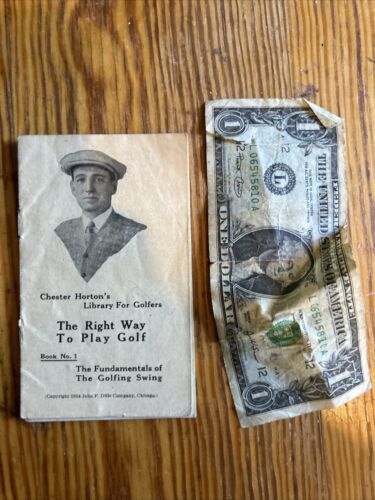 Chester Horton's
Library For Golfers
The Right Way
To Play Golf
Book No. 1
The Fundamentals of
The Golfing Swing
(Copyright 1924 John F. Dille Company, Chicago.)
1
THE UNITED STATES OF AMERICA
L 06545810 A
12
L
ONE DOLLAR
L 06545810 A
12
1
1